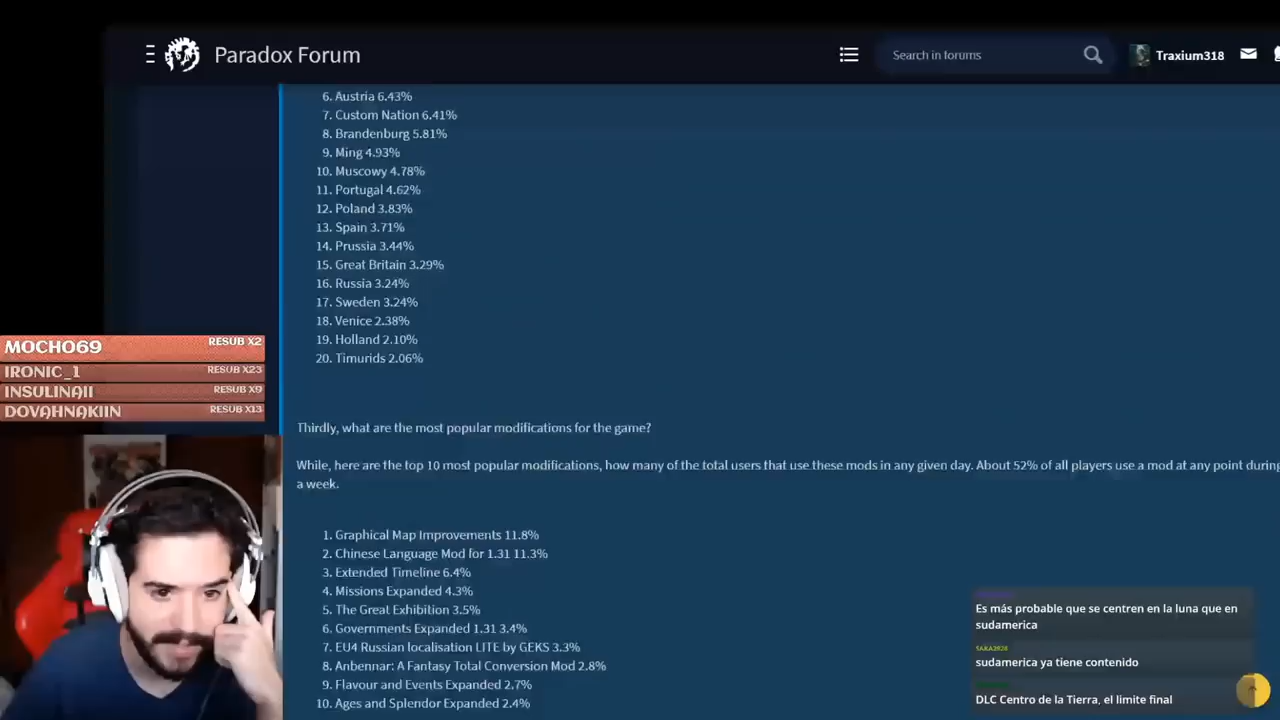 Paradox Forum
Search in forums
Traxium318
6. Austria 6.43%
7. Custom Nation 6.41%
8. Brandenburg 5.81%
9. Ming 4.93%
10. Muscowy 4.78%
11. Portugal 4.62%
12. Poland 3.83%
13. Spain 3.71%
14. Prussia 3.44%
15. Great Britain 3.29%
16. Russia 3.24%
17. Sweden 3.24%
18. Venice 2.38%
19. Holland 2.10%
20. Timurids 2.06%
MOCHO69 RESUB X2
IRONIC_1 RESUB X23
INSULINAII RESUB X9
DOVAHNAKIIN RESUB X13
Thirdly, what are the most popular modifications for the game?
While, here are the top 10 most popular modifications, how many of the total users that use these mods in any given day. About 52% of all players use a mod at any point during
a week.
1. Graphical Map Improvements 11.8%
2. Chinese Language Mod for 1.31 11.3%
3. Extended Timeline 6.4%
4. Missions Expanded 4.3%
5. The Great Exhibition 3.5%
6. Governments Expanded 1.31 3.4%
7. EU4 Russian localisation LITE by GEKS 3.3%
8. Anbennar: A Fantasy Total Conversion Mod 2.8%
9. Flavour and Events Expanded 2.7%
10. Ages and Splendor Expanded 2.4%
Es más probable que se centren en la luna que en
sudamerica
sudamerica ya tiene contenido
DLC Centro de la Tierra, el limite final